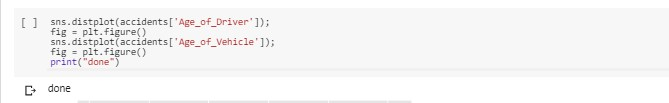 [ ] sns.distplot(accidents['Age_of_Driver']);
fig = plt.figure()
sns.distplot(accidents['Age_of_Vehicle']);
fig = plt.figure()
print("done")
done